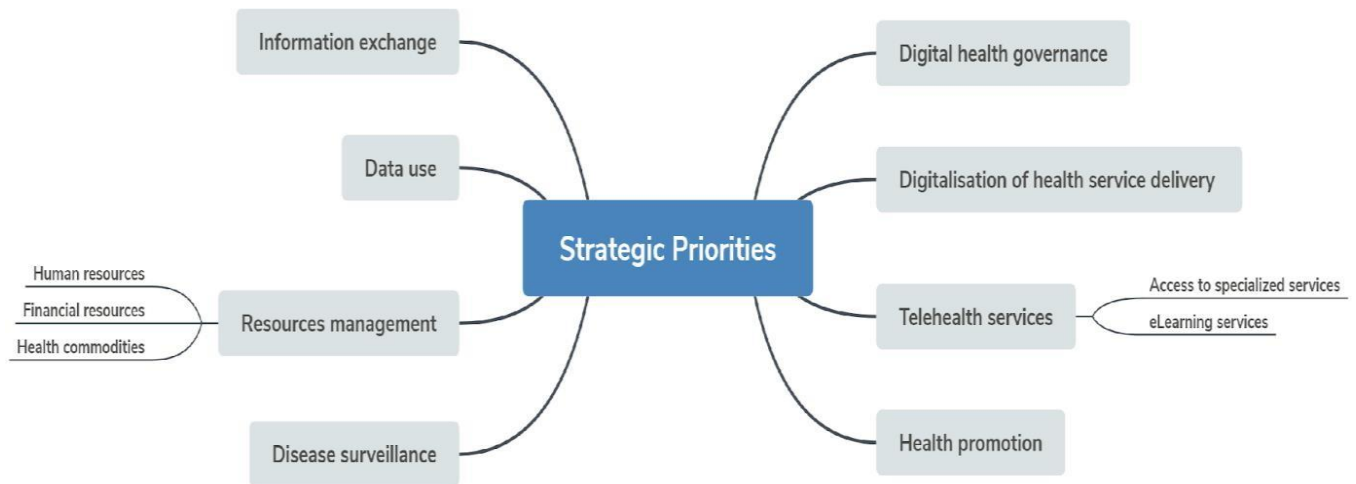 Strategic Priorities
Information exchange
Data use
Resources management
Human resources
Financial resources
Health commodities
Disease surveillance
Digital health governance
Digitalisation of health service delivery
Telehealth services
Access to specialized services
eLearning services
Health promotion